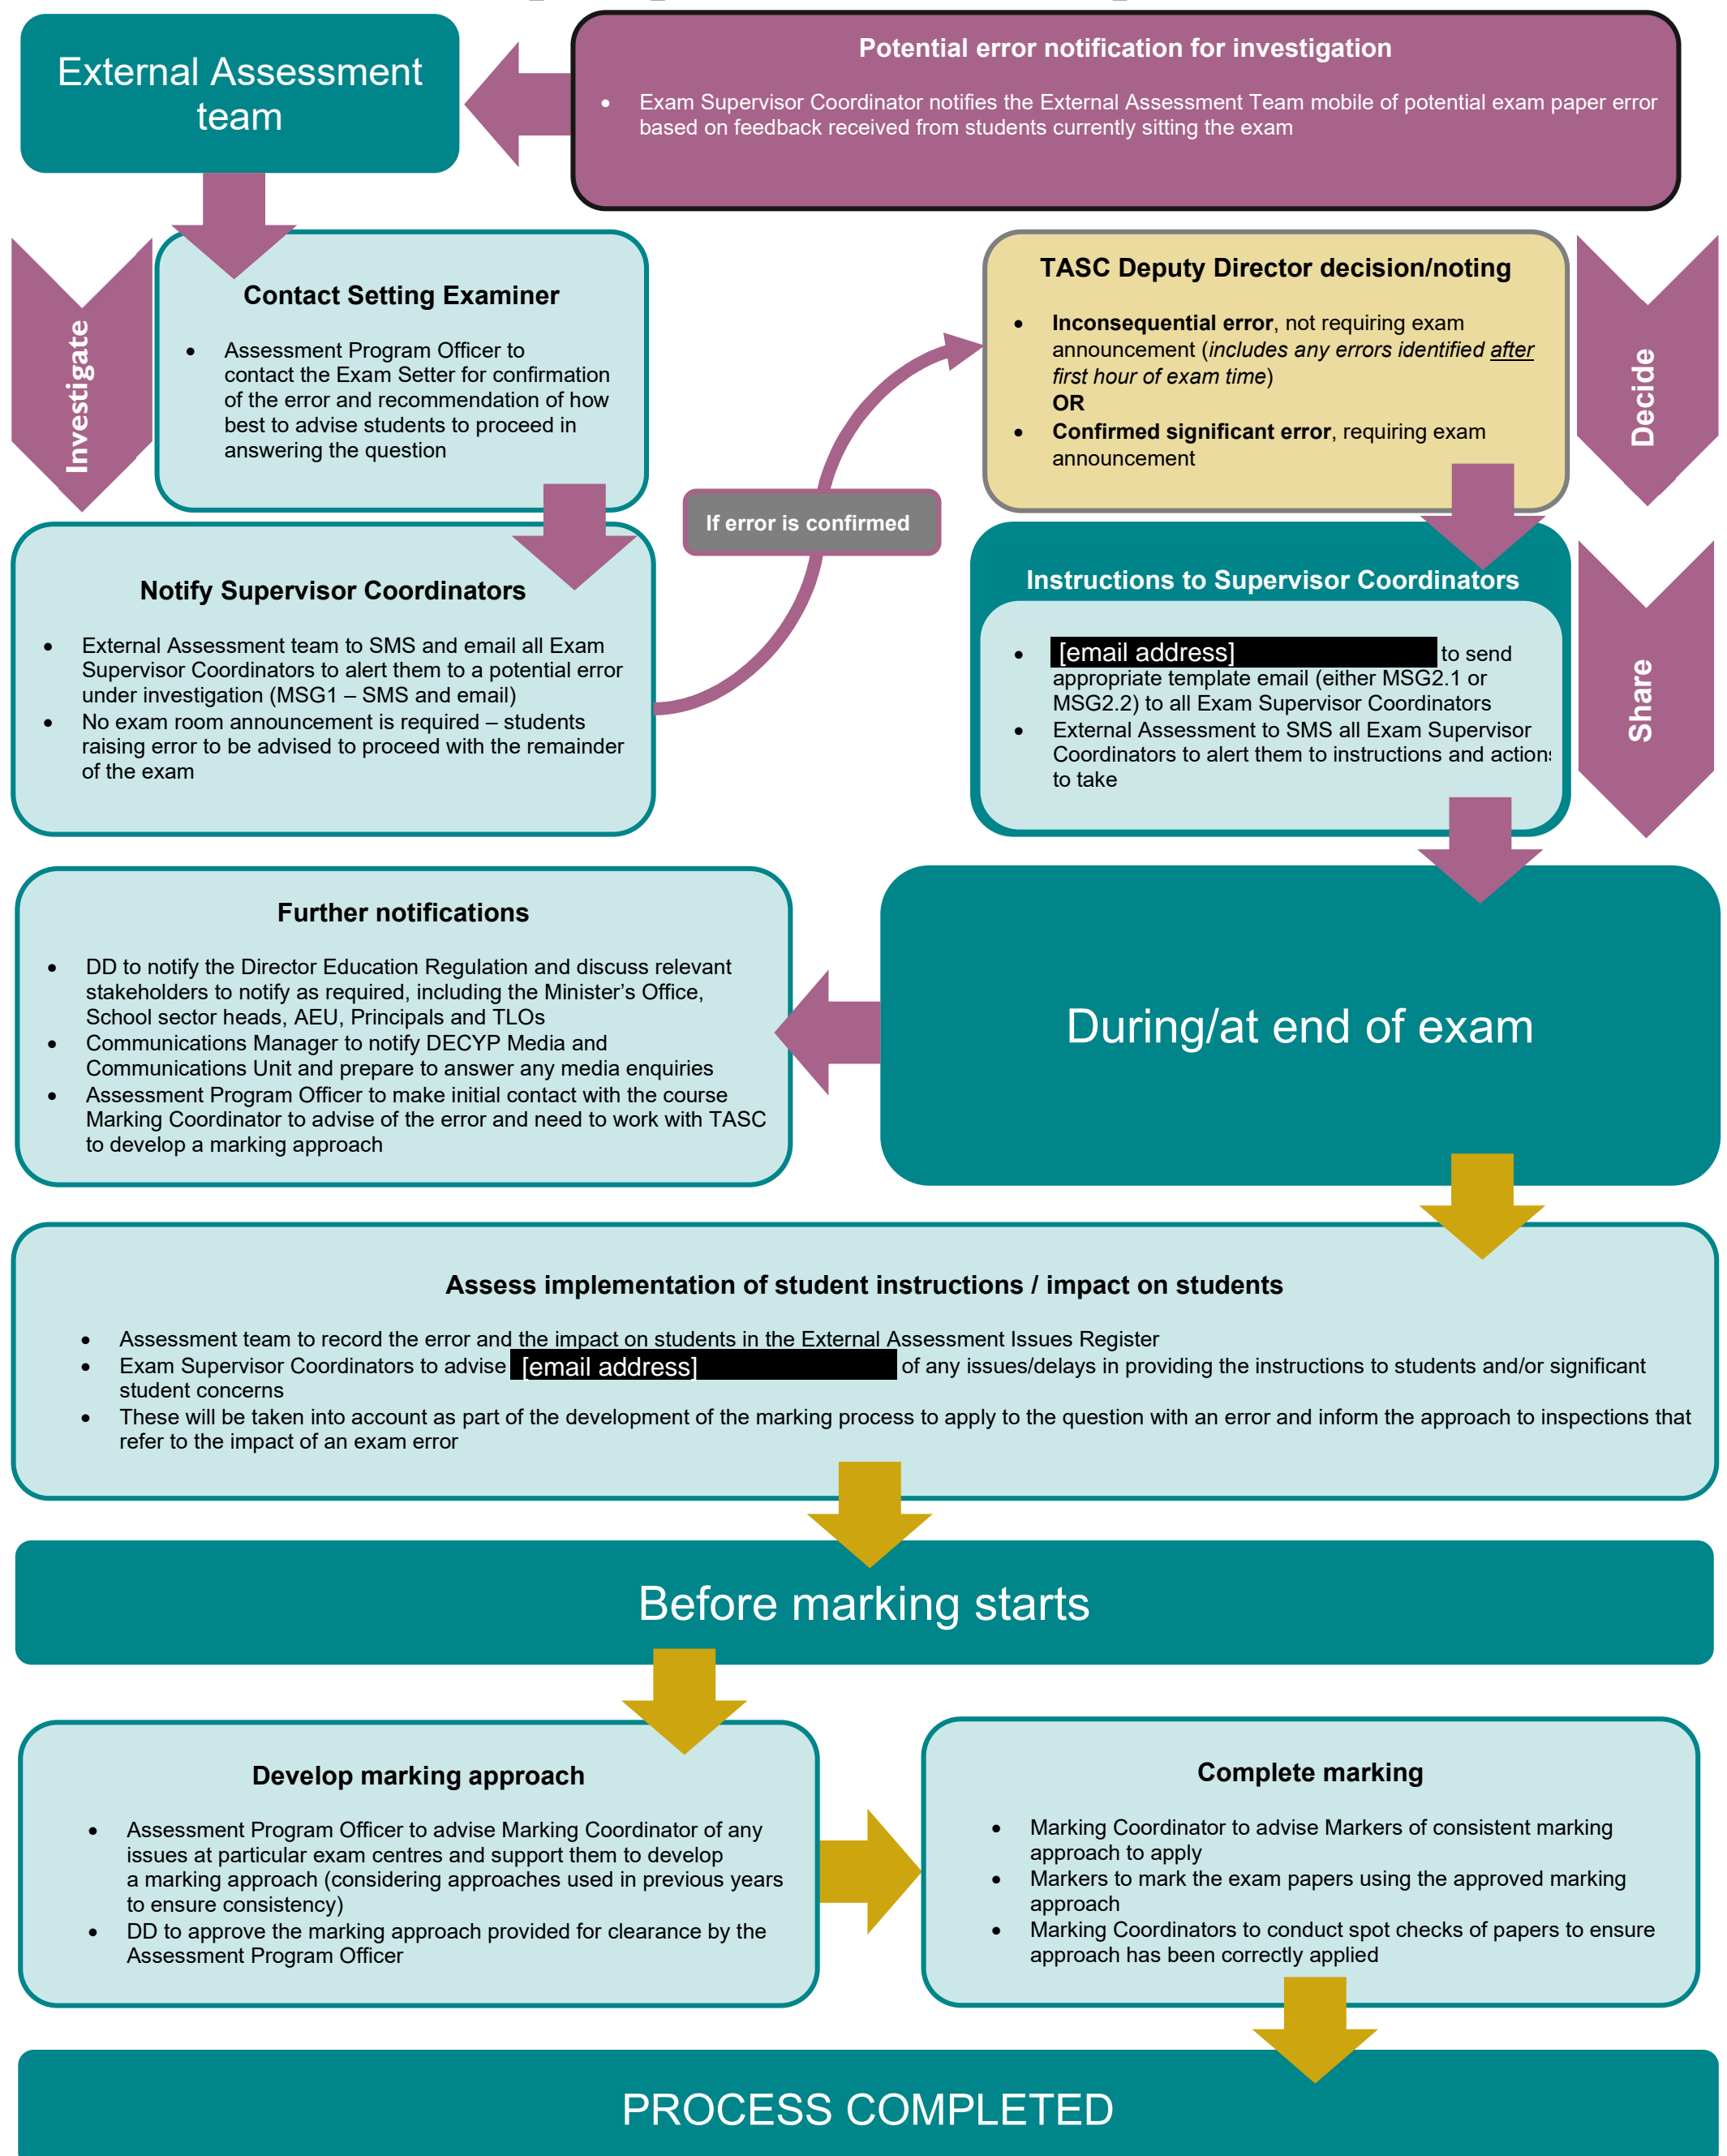 External Assessment
team
Potential error notification for investigation
• Exam Supervisor Coordinator notifies the External Assessment Team mobile of potential exam paper error
based on feedback received from students currently sitting the exam
Investigate
Contact Setting Examiner
• Assessment Program Officer to
contact the Exam Setter for confirmation
of the error and recommendation of how
best to advise students to proceed in
answering the question
Notify Supervisor Coordinators
• External Assessment team to SMS and email all Exam
Supervisor Coordinators to alert them to a potential error
under investigation (MSG1 – SMS and email)
• No exam room announcement is required – students
raising error to be advised to proceed with the remainder
of the exam
If error is confirmed
TASC Deputy Director decision/noting
• Inconsequential error, not requiring exam
announcement (includes any errors identified after
first hour of exam time)
OR
• Confirmed significant error, requiring exam
announcement
Decide
Instructions to Supervisor Coordinators
• [email address] to send
appropriate template email (either MSG2.1 or
MSG2.2) to all Exam Supervisor Coordinators
• External Assessment to SMS all Exam Supervisor
Coordinators to alert them to instructions and actions
to take
Share
Further notifications
• DD to notify the Director Education Regulation and discuss relevant
stakeholders to notify as required, including the Minister’s Office,
School sector heads, AEU, Principals and TLOs
• Communications Manager to notify DECYP Media and
Communications Unit and prepare to answer any media enquiries
• Assessment Program Officer to make initial contact with the course
Marking Coordinator to advise of the error and need to work with TASC
to develop a marking approach
During/at end of exam
Assess implementation of student instructions / impact on students
• Assessment team to record the error and the impact on students in the External Assessment Issues Register
• Exam Supervisor Coordinators to advise [email address] of any issues/delays in providing the instructions to students and/or significant
student concerns
• These will be taken into account as part of the development of the marking process to apply to the question with an error and inform the approach to inspections that
refer to the impact of an exam error
Before marking starts
Develop marking approach
• Assessment Program Officer to advise Marking Coordinator of any
issues at particular exam centres and support them to develop
a marking approach (considering approaches used in previous years
to ensure consistency)
• DD to approve the marking approach provided for clearance by the
Assessment Program Officer
Complete marking
• Marking Coordinator to advise Markers of consistent marking
approach to apply
• Markers to mark the exam papers using the approved marking
approach
• Marking Coordinators to conduct spot checks of papers to ensure
approach has been correctly applied
PROCESS COMPLETED